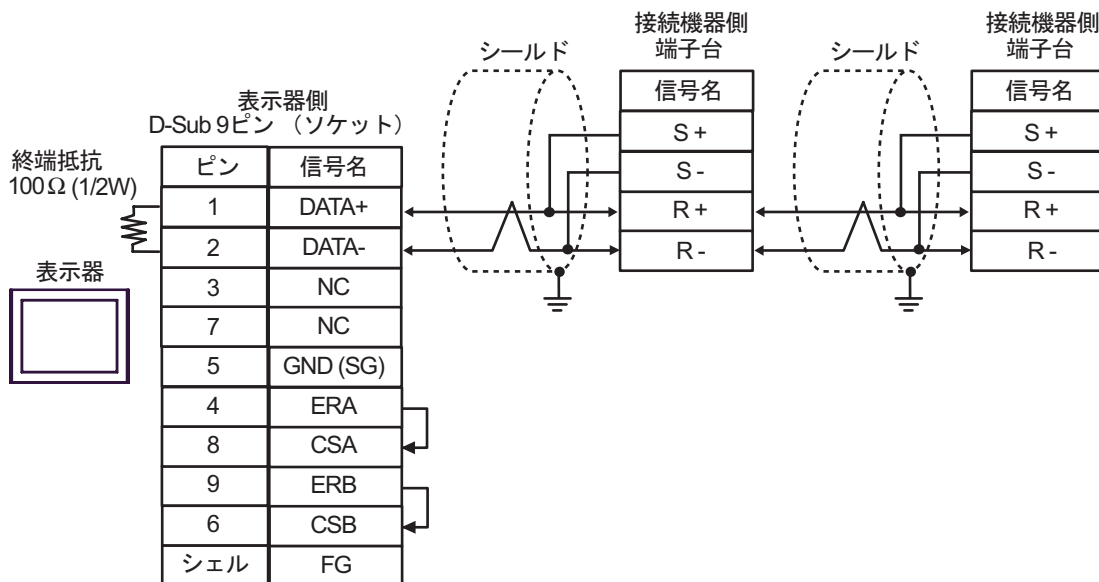 表示器側
D-Sub 9ピン （ソケット）
終端抵抗
100Ω (1/2W)
表示器
ピン 信号名
1 DATA+
2 DATA-
3 NC
7 NC
5 GND (SG)
4 ERA
8 CSA
9 ERB
6 CSB
シェル FG
シールド
接続機器側
端子台
信号名
S +
S -
R +
R -
シールド
接続機器側
端子台
信号名
S +
S -
R +
R -